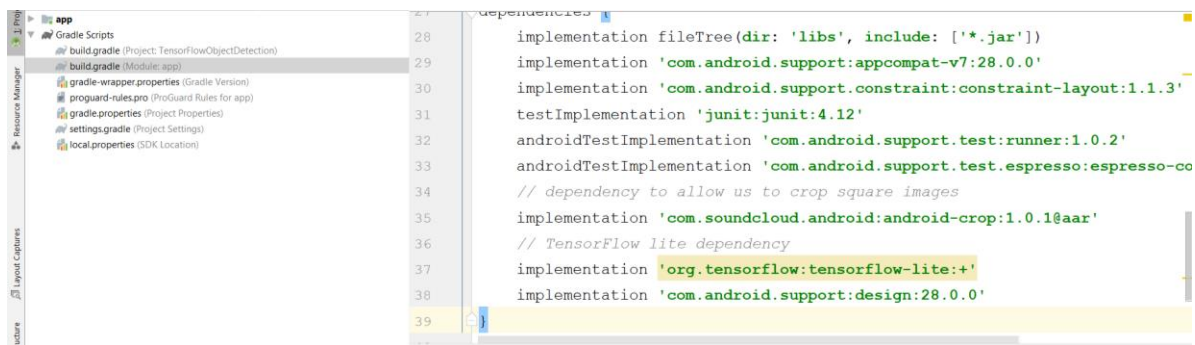 1: Proj
Resource Manager
Layout Captures
app
Gradle Scripts
build.gradle (Project: TensorFlowObjectDetection)
build.gradle (Module: app)
gradle-wrapper.properties (Gradle Version)
proguard-rules.pro (ProGuard Rules for app)
gradle.properties (Project Properties)
settings.gradle (Project Settings)
local.properties (SDK Location)
27 dependencies {
28 implementation fileTree(dir: 'libs', include: ['*.jar'])
29 implementation 'com.android.support:appcompat-v7:28.0.0'
30 implementation 'com.android.support.constraint:constraint-layout:1.1.3'
31 testImplementation 'junit:junit:4.12'
32 androidTestImplementation 'com.android.support.test:runner:1.0.2'
33 androidTestImplementation 'com.android.support.test.espresso:espresso-co
34 // dependency to allow us to crop square images
35 implementation 'com.soundcloud.android:android-crop:1.0.1@aar'
36 // TensorFlow lite dependency
37 implementation 'org.tensorflow:tensorflow-lite:+'
38 implementation 'com.android.support:design:28.0.0'
39 }